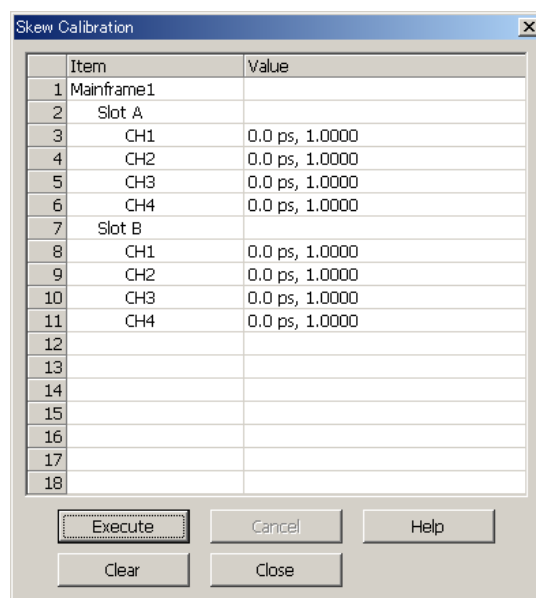 Skew Calibration
Item Value
1 Mainframe1
2 Slot A
3 CH1 0.0 ps, 1.0000
4 CH2 0.0 ps, 1.0000
5 CH3 0.0 ps, 1.0000
6 CH4 0.0 ps, 1.0000
7 Slot B
8 CH1 0.0 ps, 1.0000
9 CH2 0.0 ps, 1.0000
10 CH3 0.0 ps, 1.0000
11 CH4 0.0 ps, 1.0000
12
13
14
15
16
17
18
Execute Cancel Help
Clear Close